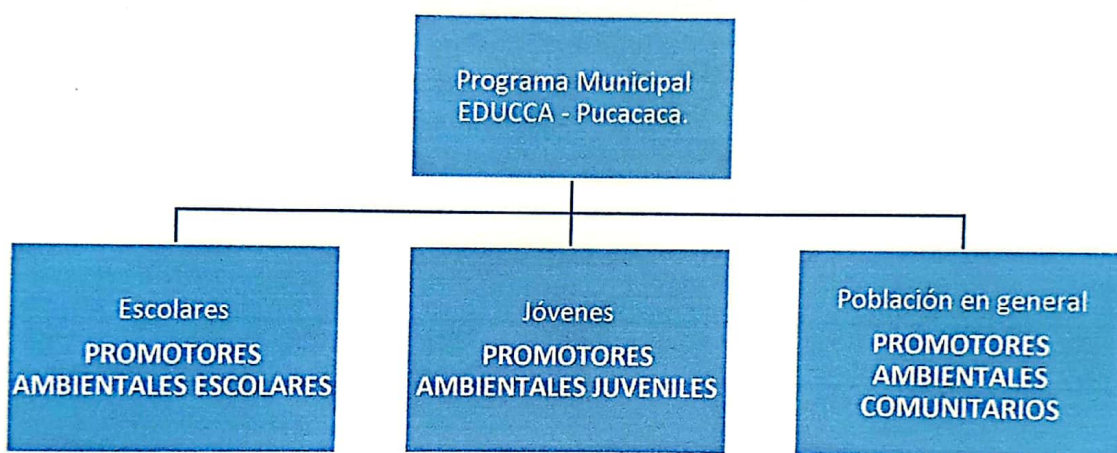 Programa Municipal
EDUCCA - Pucacaca.
Escolares
PROMOTORES
AMBIENTALES ESCOLARES
Jóvenes
PROMOTORES
AMBIENTALES JUVENILES
Población en general
PROMOTORES
AMBIENTALES
COMUNITARIOS